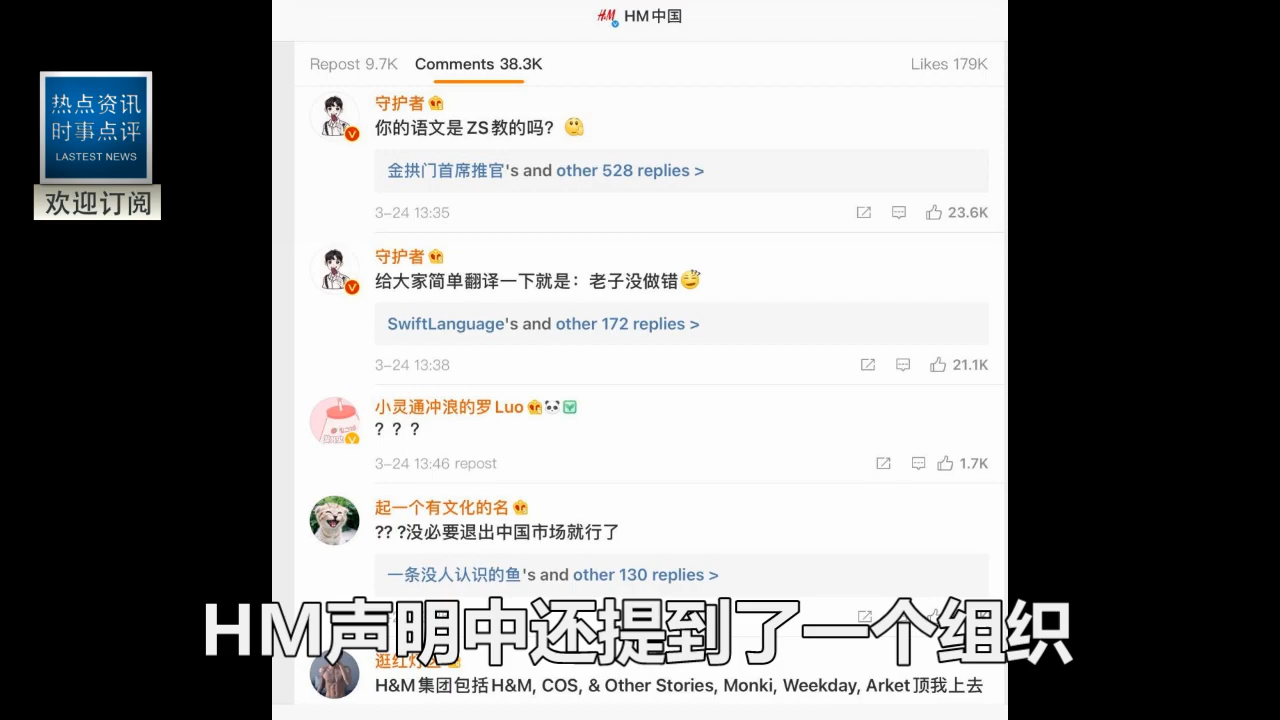 HM中国
热点资讯
时事点评
LASTEST NEWS
欢迎订阅
Repost 9.7K Comments 38.3K Likes 179K
守护者
你的语文是ZS教的吗？
金拱门首席推官's and other 528 replies >
3-24 13:35 23.6K
守护者
给大家简单翻译一下就是：老子没做错
SwiftLanguage's and other 172 replies >
3-24 13:38 21.1K
小灵通冲浪的罗Luo
？？？
3-24 13:46 repost 1.7K
起一个有文化的名
?? ?没必要退出中国市场就行了
一条没人认识的鱼's and other 130 replies >
HM声明中还提到了一个组织
H&M集团包括H&M, COS, & Other Stories, Monki, Weekday, Arket顶我上去